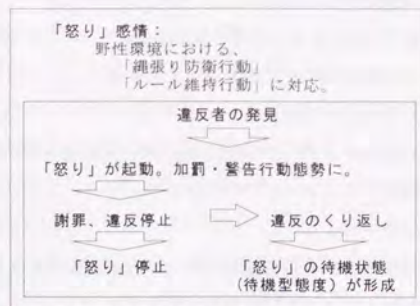 「怒り」感情：
野性環境における、
「縄張り防衛行動」
「ルール維持行動」に対応。
違反者の発見
「怒り」が起動。加罰・警告行動態勢に。
謝罪、違反停止
違反のくり返し
「怒り」停止
「怒り」の待機状態
(待機型態度)が形成